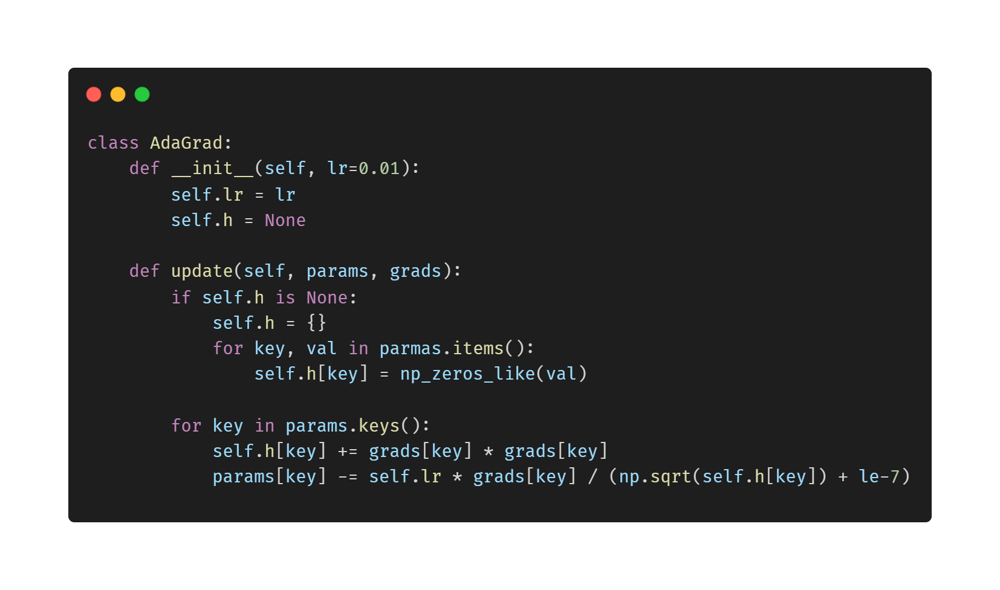 class AdaGrad:
    def __init__(self, lr=0.01):
        self.lr = lr
        self.h = None

    def update(self, params, grads):
        if self.h is None:
            self.h = {}
            for key, val in parmas.items():
                self.h[key] = np_zeros_like(val)

        for key in params.keys():
            self.h[key] += grads[key] * grads[key]
            params[key] -= self.lr * grads[key] / (np.sqrt(self.h[key]) + le-7)